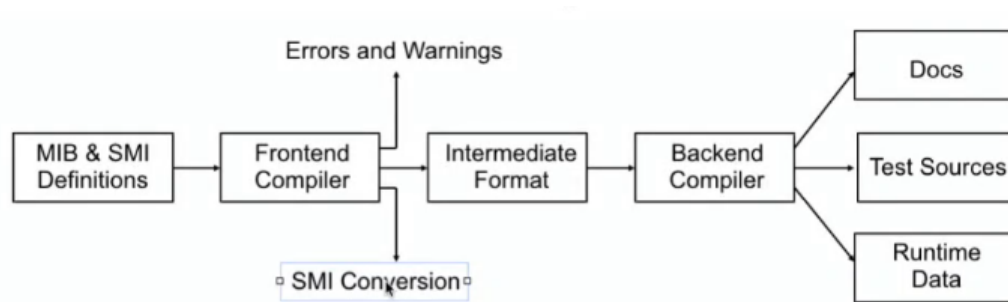 Errors and Warnings
Docs
MIB & SMI
Definitions
Frontend
Compiler
Intermediate
Format
Backend
Compiler
Test Sources
SMI Conversion
Runtime
Data